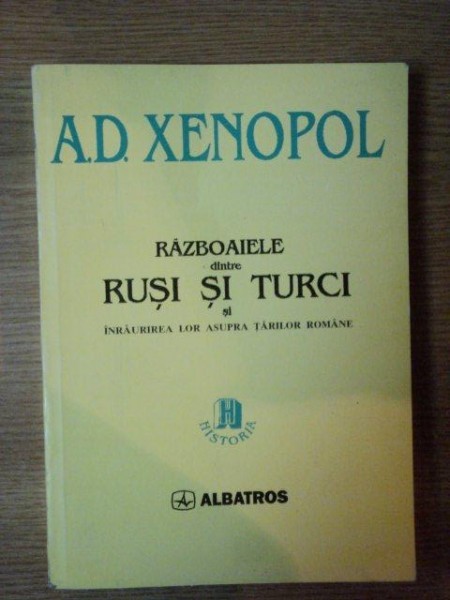 A.D. XENOPOL
RĂZBOAIELE
dintre
RUȘI ȘI TURCI
și
ÎNRÂURIREA LOR ASUPRA ȚĂRILOR ROMÂNE
H
HISTORIA
ALBATROS